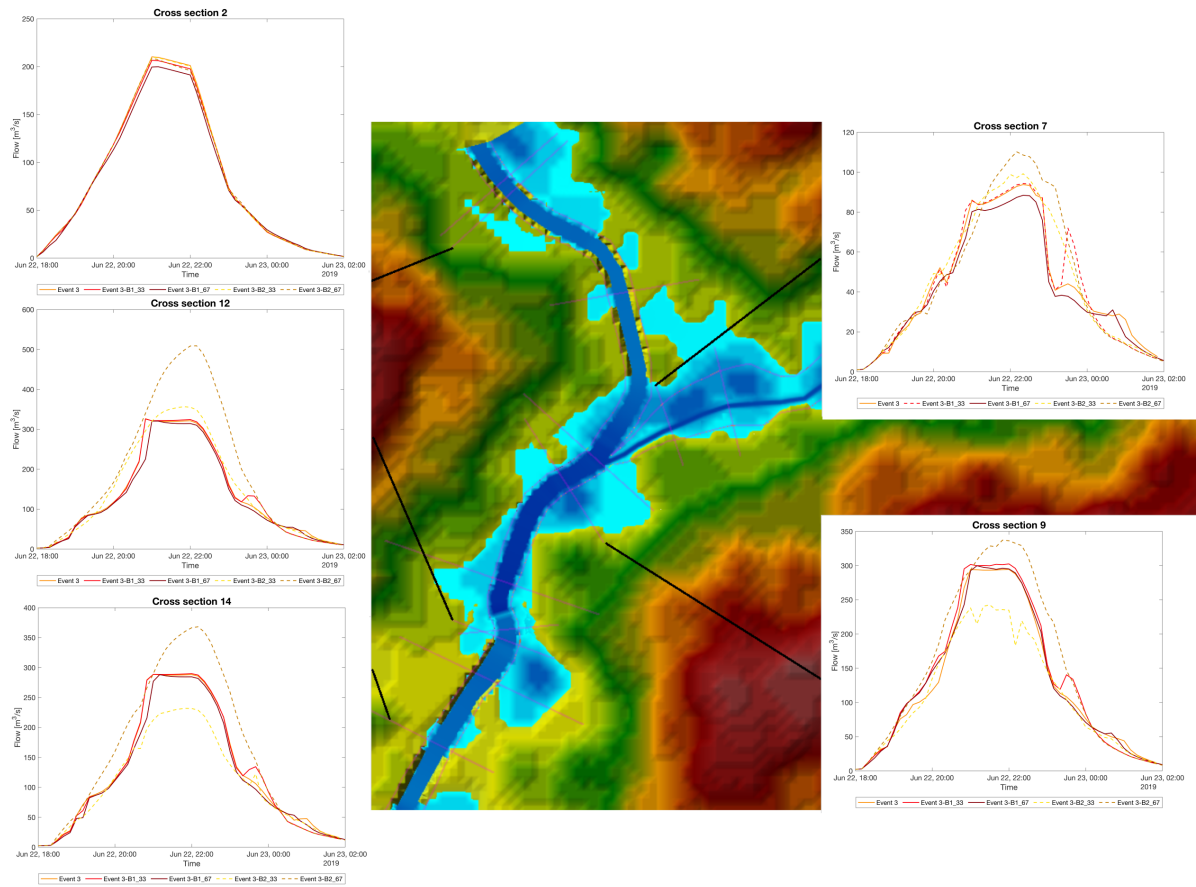 Cross section 2
250
200
150
100
50
0
Flow [m³/s]
Jun 22, 18:00 Jun 22, 20:00 Jun 22, 22:00 Jun 23, 00:00 Jun 23, 02:00
Time 2019
Event 3 Event 3-B1_33 Event 3-B1_67 Event 3-B2_33 Event 3-B2_67
Cross section 12
600
500
400
300
200
100
0
Flow [m³/s]
Jun 22, 18:00 Jun 22, 20:00 Jun 22, 22:00 Jun 23, 00:00 Jun 23, 02:00
Time 2019
Event 3 Event 3-B1_33 Event 3-B1_67 Event 3-B2_33 Event 3-B2_67
Cross section 14
400
350
300
250
200
150
100
50
0
Flow [m³/s]
Jun 22, 18:00 Jun 22, 20:00 Jun 22, 22:00 Jun 23, 00:00 Jun 23, 02:00
Time 2019
Event 3 Event 3-B1_33 Event 3-B1_67 Event 3-B2_33 Event 3-B2_67
Cross section 7
120
100
80
60
40
20
0
Flow [m³/s]
Jun 22, 18:00 Jun 22, 20:00 Jun 22, 22:00 Jun 23, 00:00 Jun 23, 02:00
Time 2019
Event 3 Event 3-B1_33 Event 3-B1_67 Event 3-B2_33 Event 3-B2_67
Cross section 9
350
300
250
200
150
100
50
0
Flow [m³/s]
Jun 22, 18:00 Jun 22, 20:00 Jun 22, 22:00 Jun 23, 00:00 Jun 23, 02:00
Time 2019
Event 3 Event 3-B1_33 Event 3-B1_67 Event 3-B2_33 Event 3-B2_67